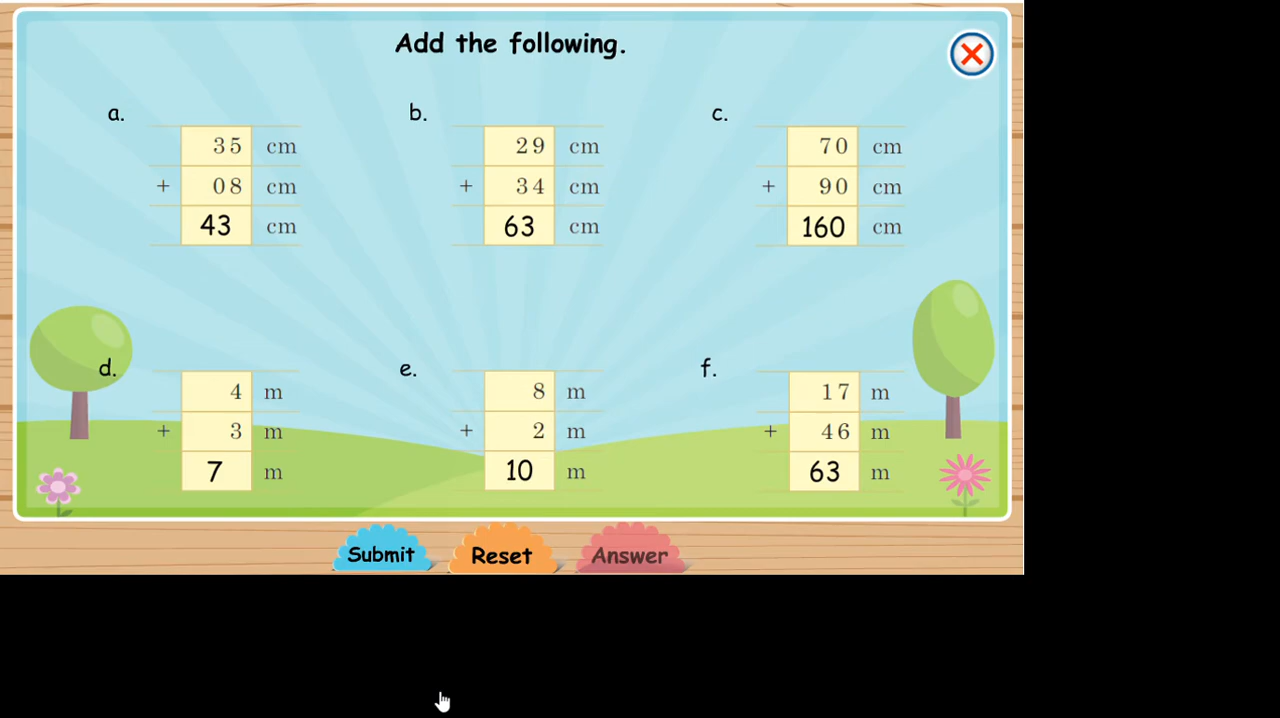 Add the following.
a. b. c.
35 cm 29 cm 70 cm
+ 08 cm + 34 cm + 90 cm
43 cm 63 cm 160 cm
d. e. f.
4 m 8 m 17 m
+ 3 m + 2 m + 46 m
7 m 10 m 63 m
Submit Reset Answer